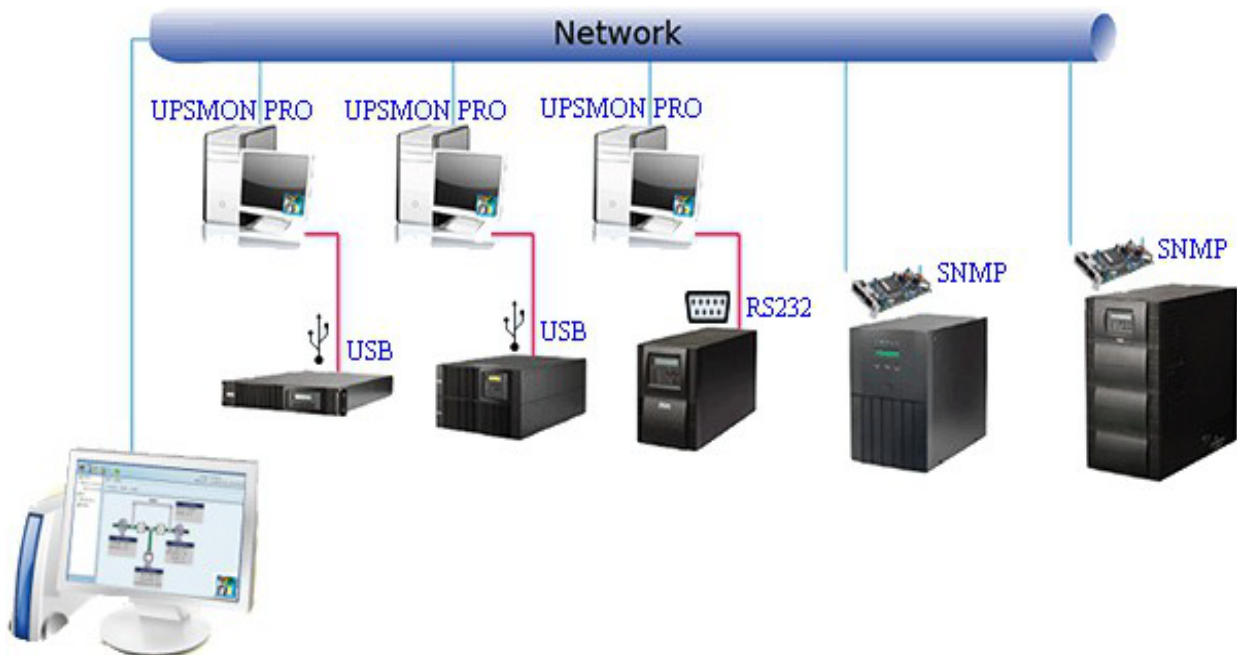 Network
UPSMON PRO
UPSMON PRO
UPSMON PRO
SNMP
SNMP
RS232
USB
USB